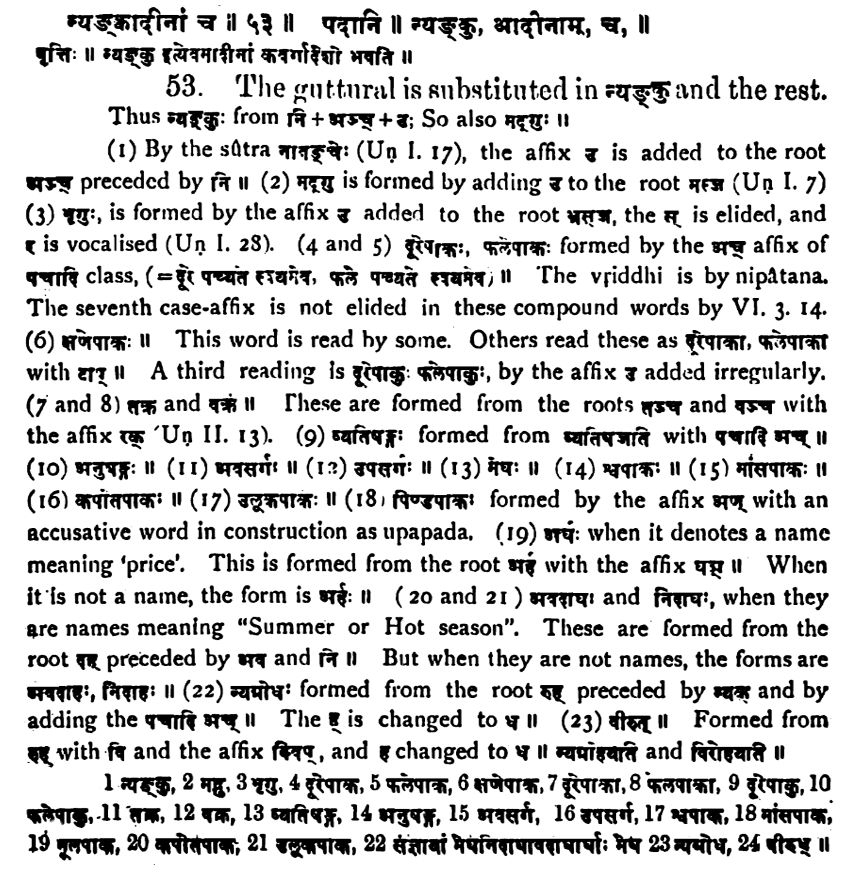 न्यङ्क्कादीनां च ॥ ५३ ॥ पदानि ॥ न्यङ्कु, आदीनाम्, च, ॥
वृत्तिः ॥ न्यङ्कु इत्येवमादीनां कवर्गादेशो भवति ॥
53. The guttural is substituted in न्यङ्कु and the rest.
Thus न्यङ्कुः from नि + अञ्च् + उ; So also मद्गुः ॥
(1) By the sûtra नावञ्चेः (Uṇ I. 17), the affix उ is added to the root
अञ्च् preceded by नि ॥ (2) मद्गु is formed by adding उ to the root मस्ज (Uṇ I. 7)
(3) भृगुः, is formed by the affix उ added to the root भ्रस्ज, the स् is elided, and
र is vocalised (Uṇ I. 28). (4 and 5) दूरेपाकः, फलेपाकः formed by the अच् affix of
पचादि class, (=दूरे पच्यते स्वयमेव, फले पच्यते स्वयमेव) ॥ The vṛiddhi is by nipâtana.
The seventh case-affix is not elided in these compound words by VI. 3. 14.
(6) क्षणेपाकः ॥ This word is read by some. Others read these as दूरेपाका, फलेपाका
with टाप् ॥ A third reading is दूरेपाकुः फलेपाकुः, by the affix उ added irregularly.
(7 and 8) तक्र and वक्रं ॥ These are formed from the roots तञ्च and वञ्च with
the affix रक् (Uṇ II. 13). (9) व्यतिषङ्गः formed from व्यतिषजति with पचादि अच् ॥
(10) अनुषङ्गः ॥ (11) अवसर्गः ॥ (12) उपसर्गः ॥ (13) मेघः ॥ (14) श्वपाकः ॥ (15) मांसपाकः ॥
(16) कपोतपाकः ॥ (17) उलूकपाकः ॥ (18) पिण्डपाकः formed by the affix अण् with an
accusative word in construction as upapada. (19) अर्घः when it denotes a name
meaning 'price'. This is formed from the root अर्ह with the affix घञ् ॥ When
it is not a name, the form is अर्हः ॥ (20 and 21) अवदाघः and निदाघः, when they
are names meaning "Summer or Hot season". These are formed from the
root दह् preceded by अव and नि ॥ But when they are not names, the forms are
अवदाहः, निदाहः ॥ (22) न्यग्रोधः formed from the root रुह् preceded by न्यक् and by
adding the पचादि अच् ॥ The ह् is changed to ध ॥ (23) वीरुत् ॥ Formed from
रुह् with वि and the affix क्विप्, and ह changed to ध ॥ न्यग्रोहयति and विरोहयति ॥
1 न्यङ्कु, 2 मद्गु, 3 भृगु, 4 दूरेपाक, 5 फलेपाक, 6 क्षणेपाक, 7 दूरेपाका, 8 फलपाका, 9 दूरेपाकु, 10
फलेपाकु, 11 तक्र, 12 वक्र, 13 व्यतिषङ्ग, 14 अनुषङ्ग, 15 अवसर्ग, 16 उपसर्ग, 17 श्वपाक, 18 मांसपाक,
19 मूलपाक, 20 कपोतपाक, 21 उलूकपाक, 22 संज्ञायां मेघनिदाघावदाघार्घाः मेघ 23 न्यग्रोध, 24 वीरुध् ॥